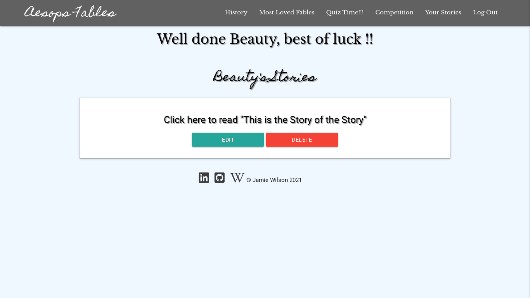 Aesops-Fables
History Most Loved Fables Quiz Time!!! Competition Your Stories Log Out
Well done Beauty, best of luck !!
Beauty'sStories
Click here to read "This is the Story of the Story"
EDIT DELETE
© Jamie Wilson 2021